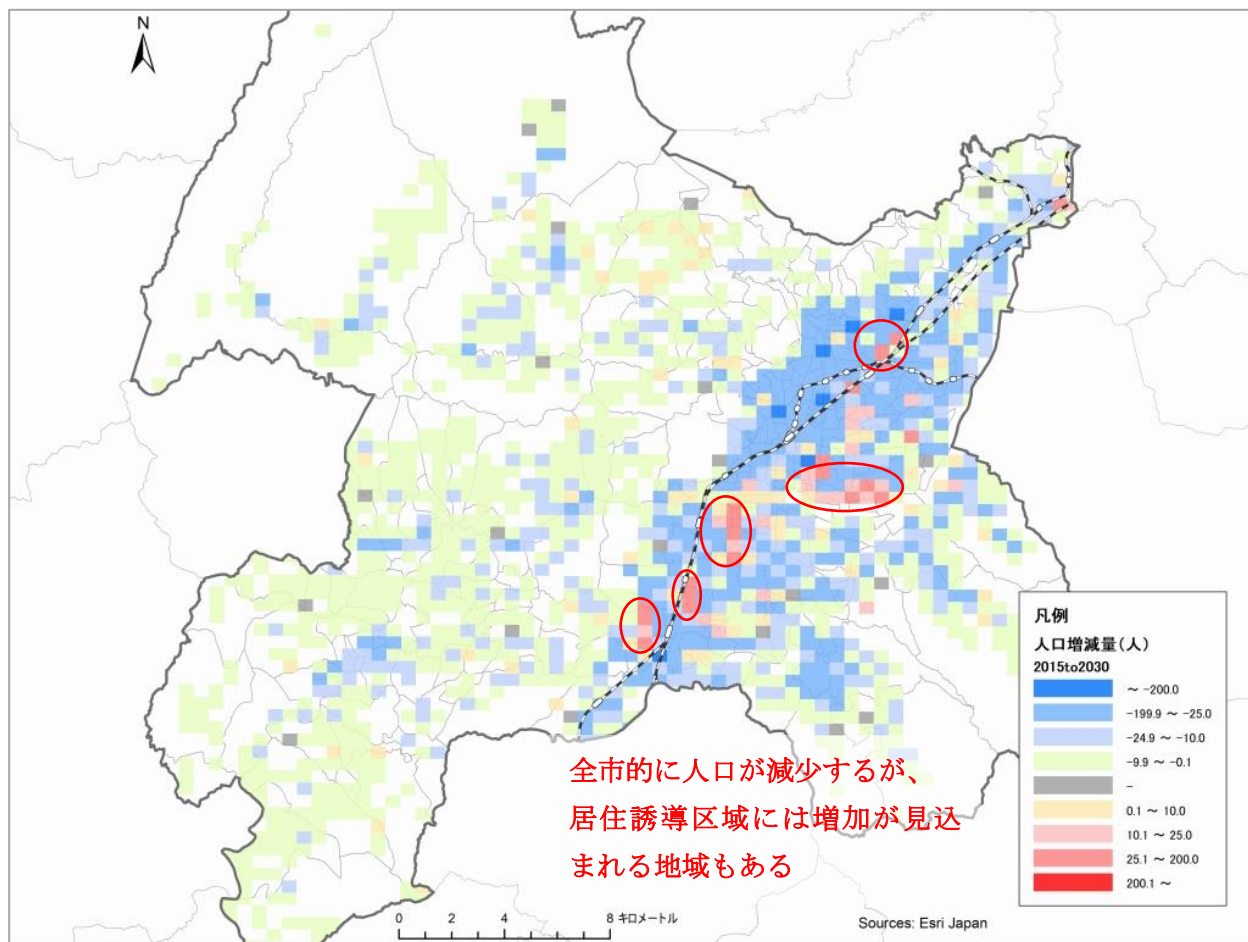 N
凡例
人口増減量(人)
2015to2030
～ -200.0
-199.9 ～ -25.0
-24.9 ～ -10.0
-9.9 ～ -0.1
-
0.1 ～ 10.0
10.1 ～ 25.0
25.1 ～ 200.0
200.1 ～
全市的に人口が減少するが、
居住誘導区域には増加が見込
まれる地域もある
0 2 4 8 キロメートル
Sources: Esri Japan